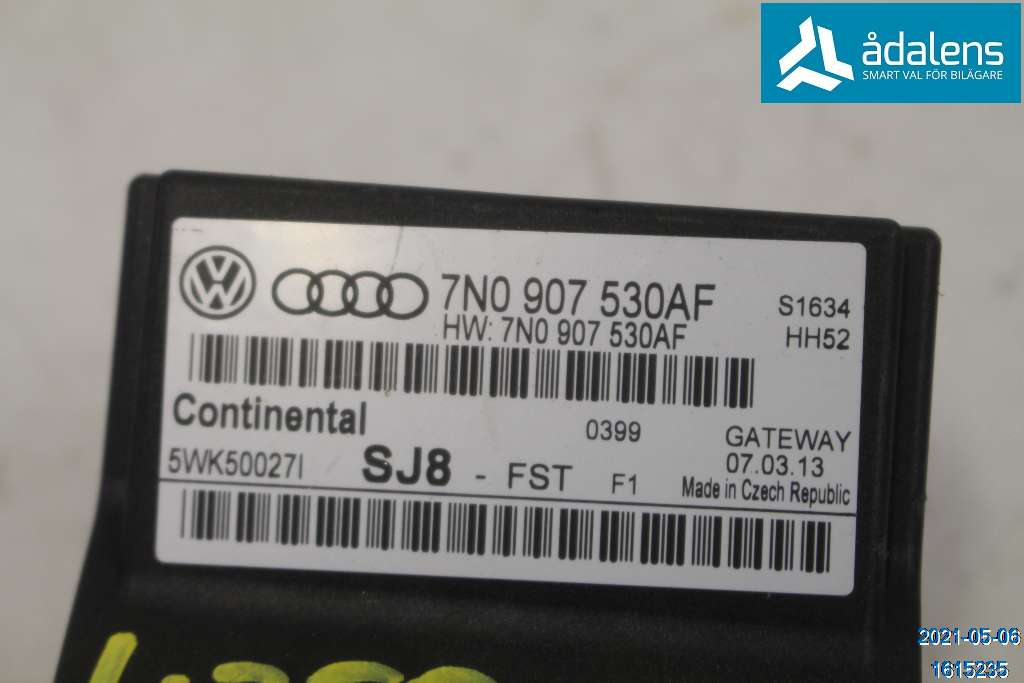 ådalens
SMART VAL FÖR BILÄGARE
7N0 907 530AF S1634
HW: 7N0 907 530AF HH52
Continental 0399 GATEWAY
5WK50027I SJ8 - FST F1 07.03.13
Made in Czech Republic
2021-05-06
1615235